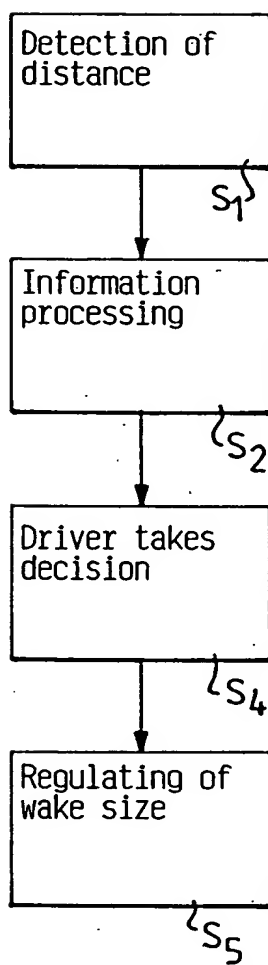 Detection of
distance
S1
Information
processing
S2
Driver takes
decision
S4
Regulating of
wake size
S5